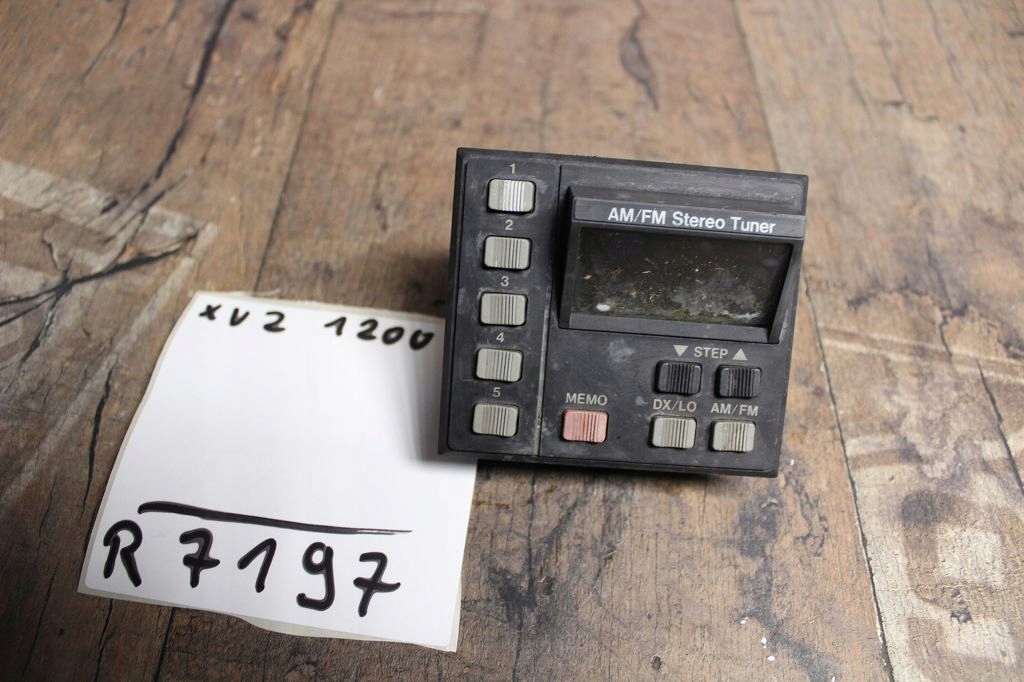 XVZ 1200
R 7197
1
2
3
4
5
AM/FM Stereo Tuner
▼ STEP ▲
MEMO
DX/LO AM/FM